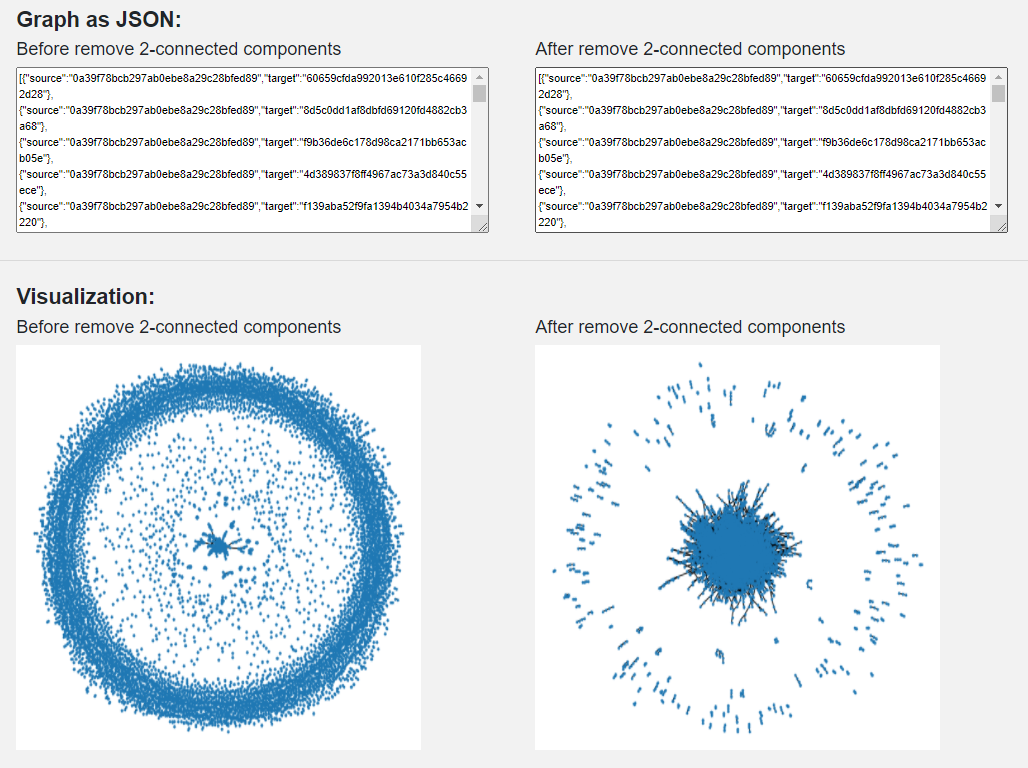 Graph as JSON:
Before remove 2-connected components
After remove 2-connected components
[{"source":"0a39f78bcb297ab0ebe8a29c28bfed89","target":"60659cfda992013e610f285c4669
2d28"},
{"source":"0a39f78bcb297ab0ebe8a29c28bfed89","target":"8d5c0dd1af8dbfd69120fd4882cb3
a68"},
{"source":"0a39f78bcb297ab0ebe8a29c28bfed89","target":"f9b36de6c178d98ca2171bb653ac
b05e"},
{"source":"0a39f78bcb297ab0ebe8a29c28bfed89","target":"4d389837f8ff4967ac73a3d840c55
ece"},
{"source":"0a39f78bcb297ab0ebe8a29c28bfed89","target":"f139aba52f9fa1394b4034a7954b2
220"},
[{"source":"0a39f78bcb297ab0ebe8a29c28bfed89","target":"60659cfda992013e610f285c4669
2d28"},
{"source":"0a39f78bcb297ab0ebe8a29c28bfed89","target":"8d5c0dd1af8dbfd69120fd4882cb3
a68"},
{"source":"0a39f78bcb297ab0ebe8a29c28bfed89","target":"f9b36de6c178d98ca2171bb653ac
b05e"},
{"source":"0a39f78bcb297ab0ebe8a29c28bfed89","target":"4d389837f8ff4967ac73a3d840c55
ece"},
{"source":"0a39f78bcb297ab0ebe8a29c28bfed89","target":"f139aba52f9fa1394b4034a7954b2
220"},
Visualization:
Before remove 2-connected components
After remove 2-connected components